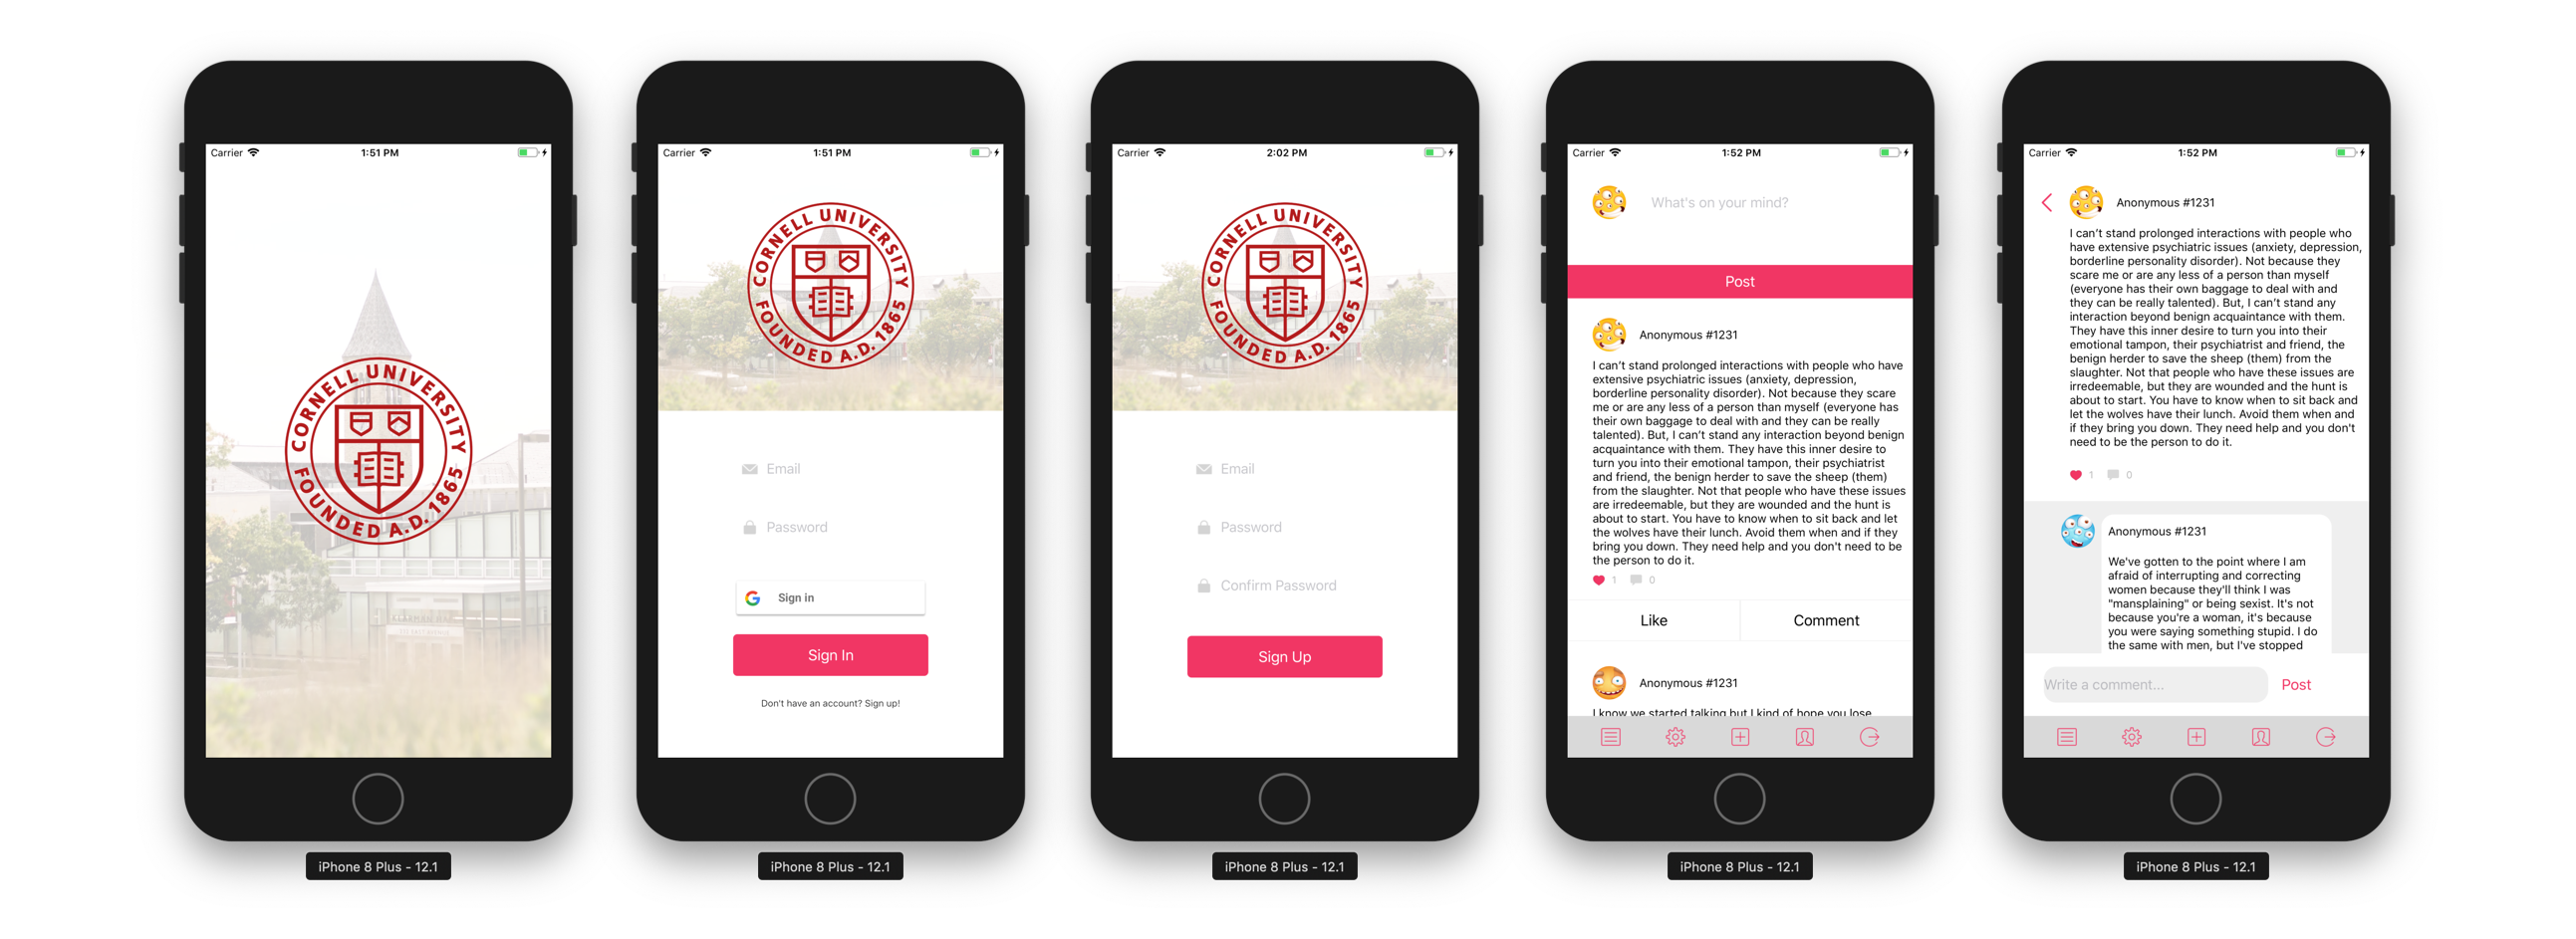 Carrier 1:51 PM
CORNELL UNIVERSITY
FOUNDED A.D. 1865
iPhone 8 Plus - 12.1
Carrier 1:51 PM
CORNELL UNIVERSITY
FOUNDED A.D. 1865
Email
Password
Sign in
Sign In
Don't have an account? Sign up!
iPhone 8 Plus - 12.1
Carrier 2:02 PM
CORNELL UNIVERSITY
FOUNDED A.D. 1865
Email
Password
Confirm Password
Sign Up
iPhone 8 Plus - 12.1
Carrier 1:52 PM
What's on your mind?
Post
Anonymous #1231
I can't stand prolonged interactions with people who have
extensive psychiatric issues (anxiety, depression,
borderline personality disorder). Not because they scare
me or are any less of a person than myself (everyone has
their own baggage to deal with and they can be really
talented). But, I can't stand any interaction beyond benign
acquaintance with them. They have this inner desire to
turn you into their emotional tampon, their psychiatrist
and friend, the benign herder to save the sheep (them)
from the slaughter. Not that people who have these issues
are irredeemable, but they are wounded and the hunt is
about to start. You have to know when to sit back and let
the wolves have their lunch. Avoid them when and if they
bring you down. They need help and you don't need to be
the person to do it.
1 0
Like Comment
Anonymous #1231
I know we started talking but I kind of hope you lose
iPhone 8 Plus - 12.1
Carrier 1:52 PM
Anonymous #1231
I can't stand prolonged interactions with people who
have extensive psychiatric issues (anxiety, depression,
borderline personality disorder). Not because they
scare me or are any less of a person than myself
(everyone has their own baggage to deal with and
they can be really talented). But, I can't stand any
interaction beyond benign acquaintance with them.
They have this inner desire to turn you into their
emotional tampon, their psychiatrist and friend, the
benign herder to save the sheep (them) from the
slaughter. Not that people who have these issues are
irredeemable, but they are wounded and the hunt is
about to start. You have to know when to sit back and
let the wolves have their lunch. Avoid them when and
if they bring you down. They need help and you don't
need to be the person to do it.
1 0
Anonymous #1231
We've gotten to the point where I am
afraid of interrupting and correcting
women because they'll think I was
"mansplaining" or being sexist. It's not
because you're a woman, it's because
you were saying something stupid. I do
the same with men, but I've stopped
Write a comment... Post
iPhone 8 Plus - 12.1